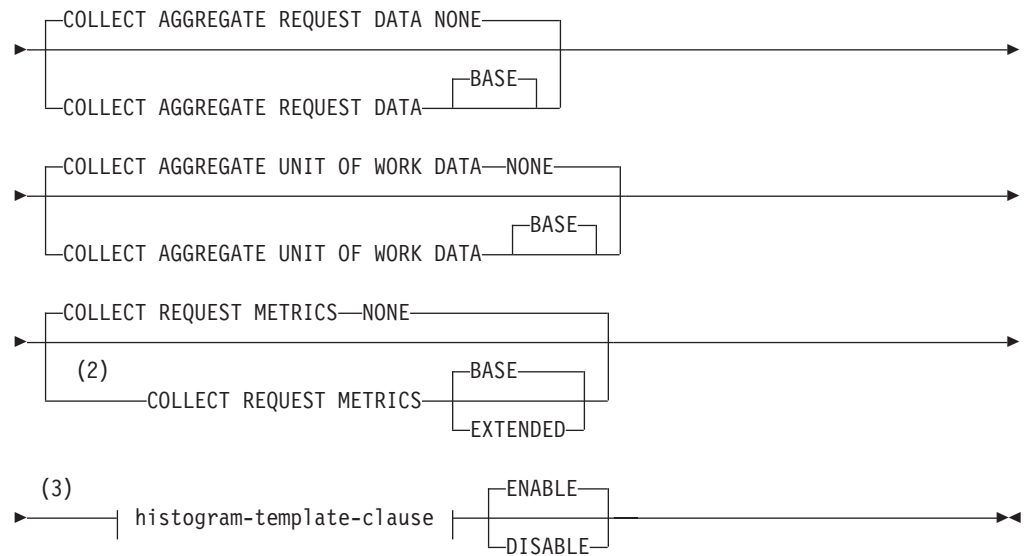 COLLECT AGGREGATE REQUEST DATA NONE
BASE
COLLECT AGGREGATE REQUEST DATA
COLLECT AGGREGATE UNIT OF WORK DATA NONE
BASE
COLLECT AGGREGATE UNIT OF WORK DATA
COLLECT REQUEST METRICS NONE
(2) BASE
COLLECT REQUEST METRICS
EXTENDED
(3) ENABLE
histogram-template-clause
DISABLE